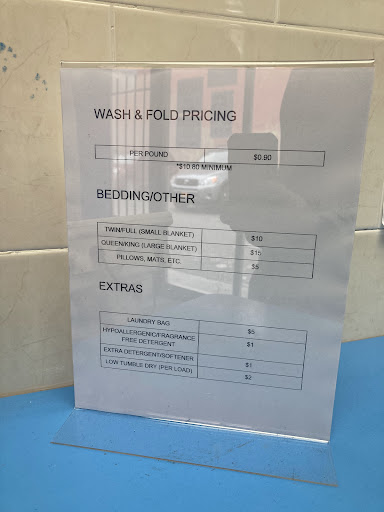 WASH & FOLD PRICING
PER POUND $0.90
*$10.80 MINIMUM
BEDDING/OTHER
TWIN/FULL (SMALL BLANKET) $10
QUEEN/KING (LARGE BLANKET) $15
PILLOWS, MATS, ETC. $5
EXTRAS
LAUNDRY BAG $5
HYPOALLERGENIC/FRAGRANCE $1
FREE DETERGENT
EXTRA DETERGENT/SOFTENER $1
LOW TUMBLE DRY (PER LOAD) $2